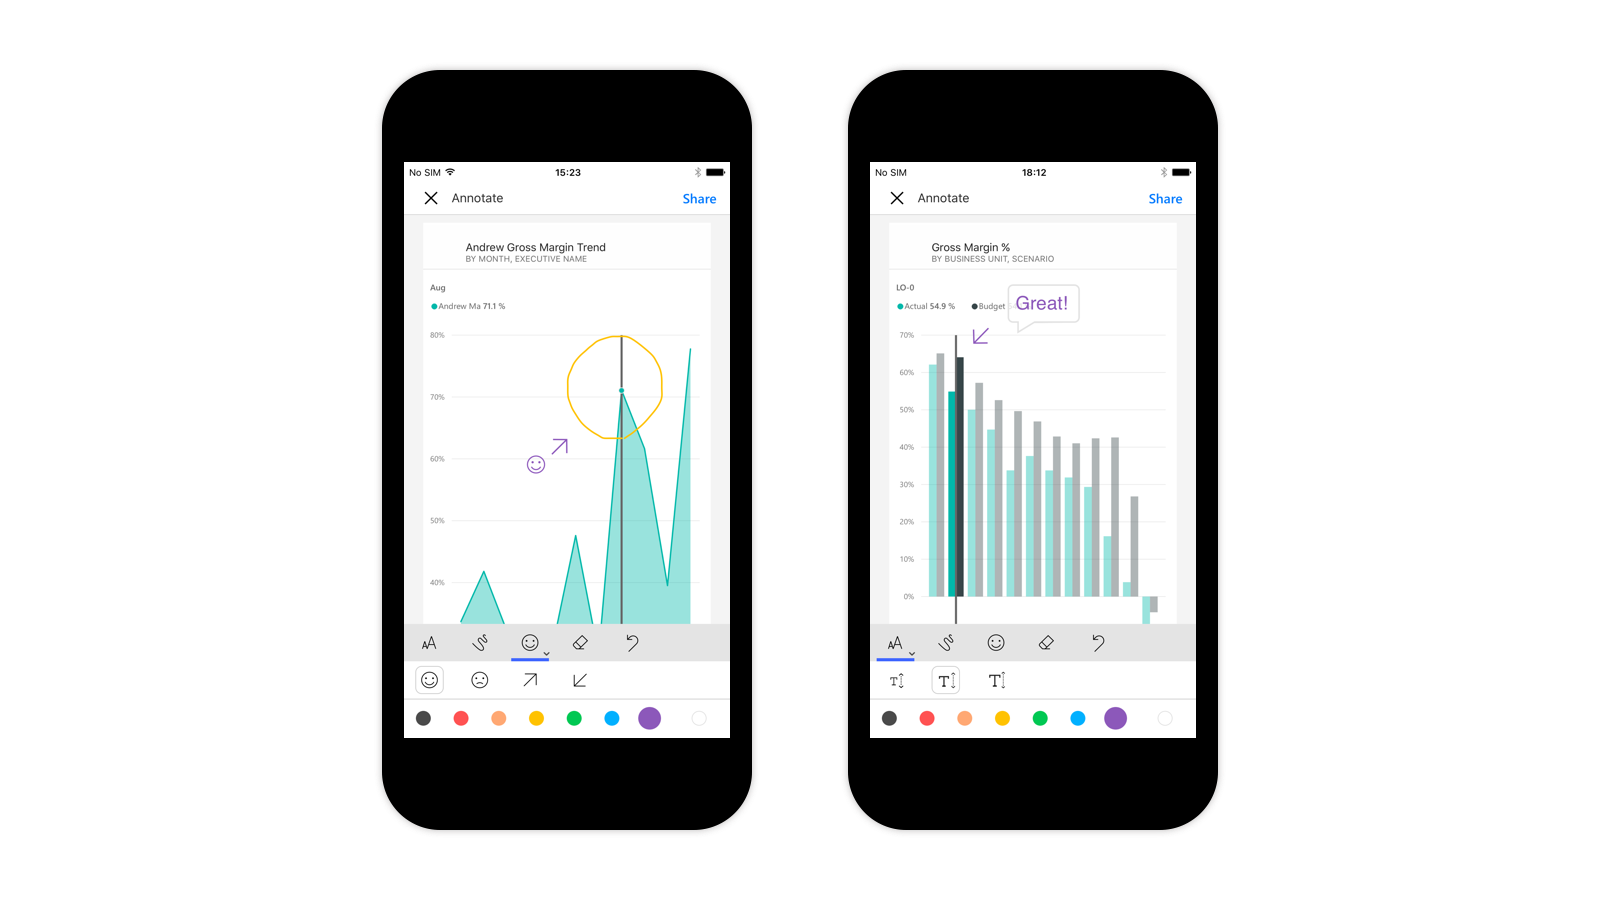 No SIM 15:23
Annotate Share
Andrew Gross Margin Trend
BY MONTH, EXECUTIVE NAME
Aug
Andrew Ma 71.1 %
80%
70%
60%
50%
40%
AA
No SIM 18:12
Annotate Share
Gross Margin %
BY BUSINESS UNIT, SCENARIO
LO-0
Actual 54.9 % Budget
Great!
70%
60%
50%
40%
30%
20%
10%
0%
AA
T T T